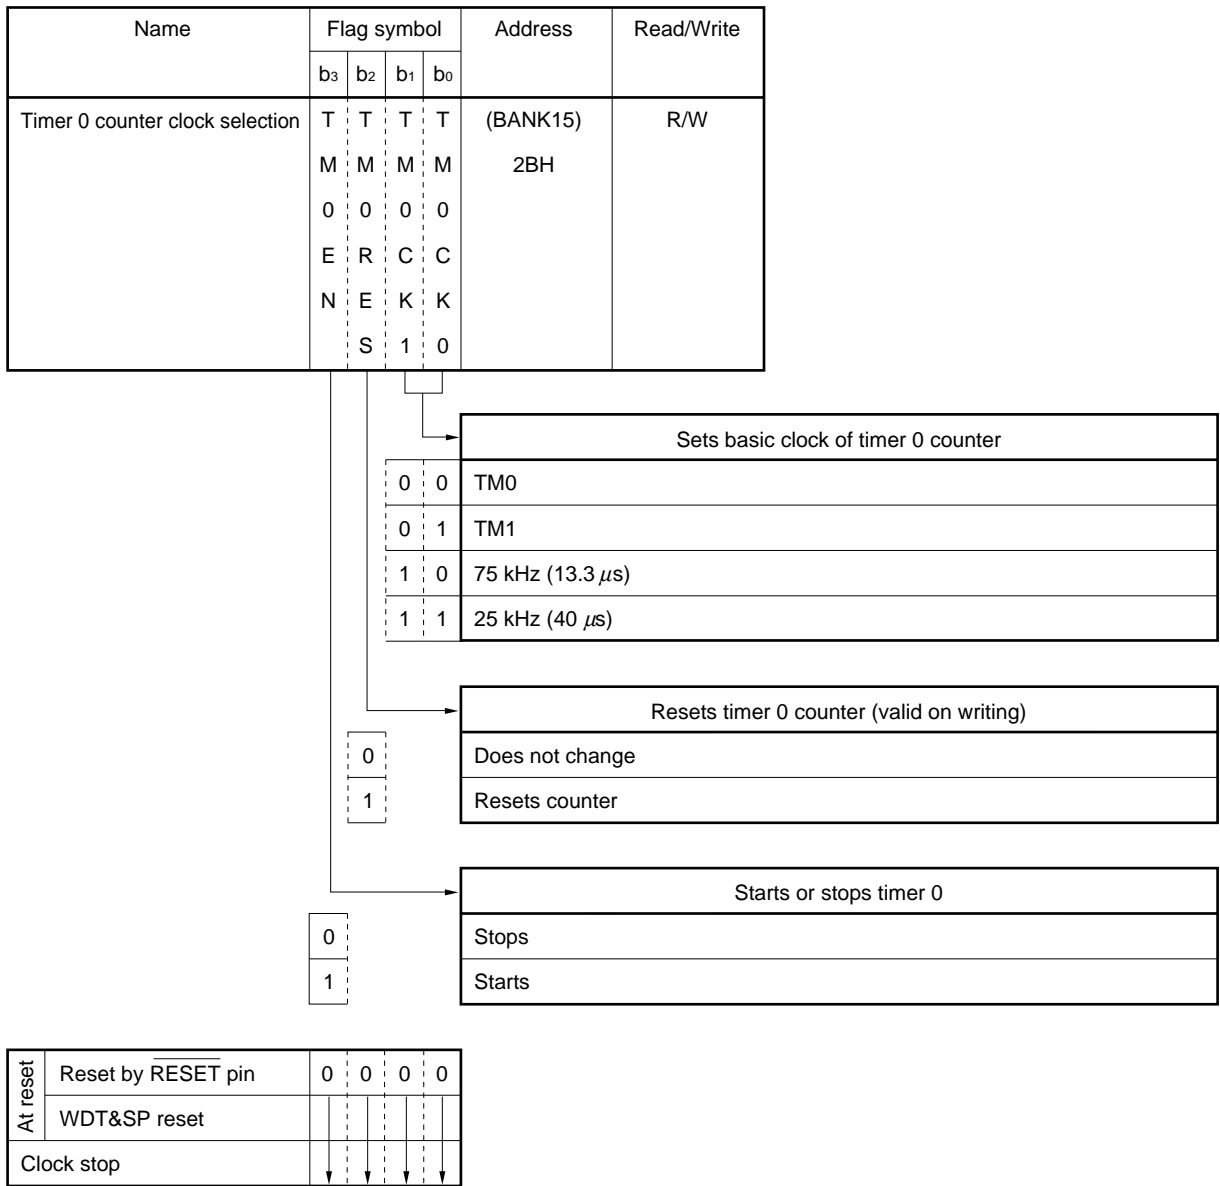 Name Flag symbol Address Read/Write
b3 b2 b1 b0
Timer 0 counter clock selection T T T T (BANK15) R/W
M M M M 2BH
0 0 0 0
E R C C
N E K K
S 1 0
Sets basic clock of timer 0 counter
0 0 TM0
0 1 TM1
1 0 75 kHz (13.3 μs)
1 1 25 kHz (40 μs)
Resets timer 0 counter (valid on writing)
0 Does not change
1 Resets counter
Starts or stops timer 0
0 Stops
1 Starts
At reset
Reset by RESET pin 0 0 0 0
WDT&SP reset
Clock stop